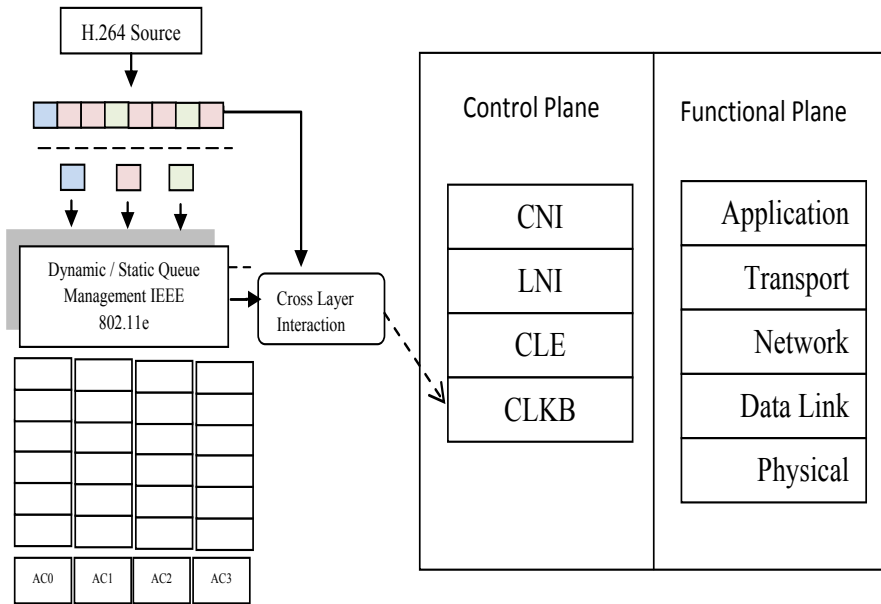 H.264 Source
Dynamic / Static Queue
Management IEEE
802.11e
Cross Layer
Interaction
AC0
AC1
AC2
AC3
Control Plane
CNI
LNI
CLE
CLKB
Functional Plane
Application
Transport
Network
Data Link
Physical